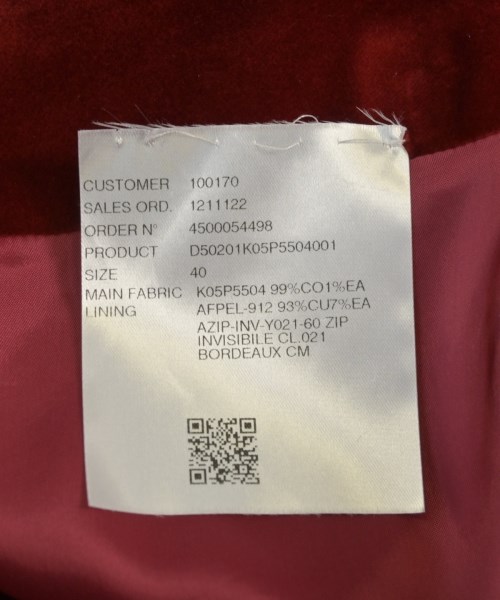 CUSTOMER 100170
SALES ORD. 1211122
ORDER N° 4500054498
PRODUCT D50201K05P5504001
SIZE 40
MAIN FABRIC K05P5504 99%CO1%EA
LINING AFPEL-912 93%CU7%EA
AZIP-INV-Y021-60 ZIP
INVISIBILE CL.021
BORDEAUX CM